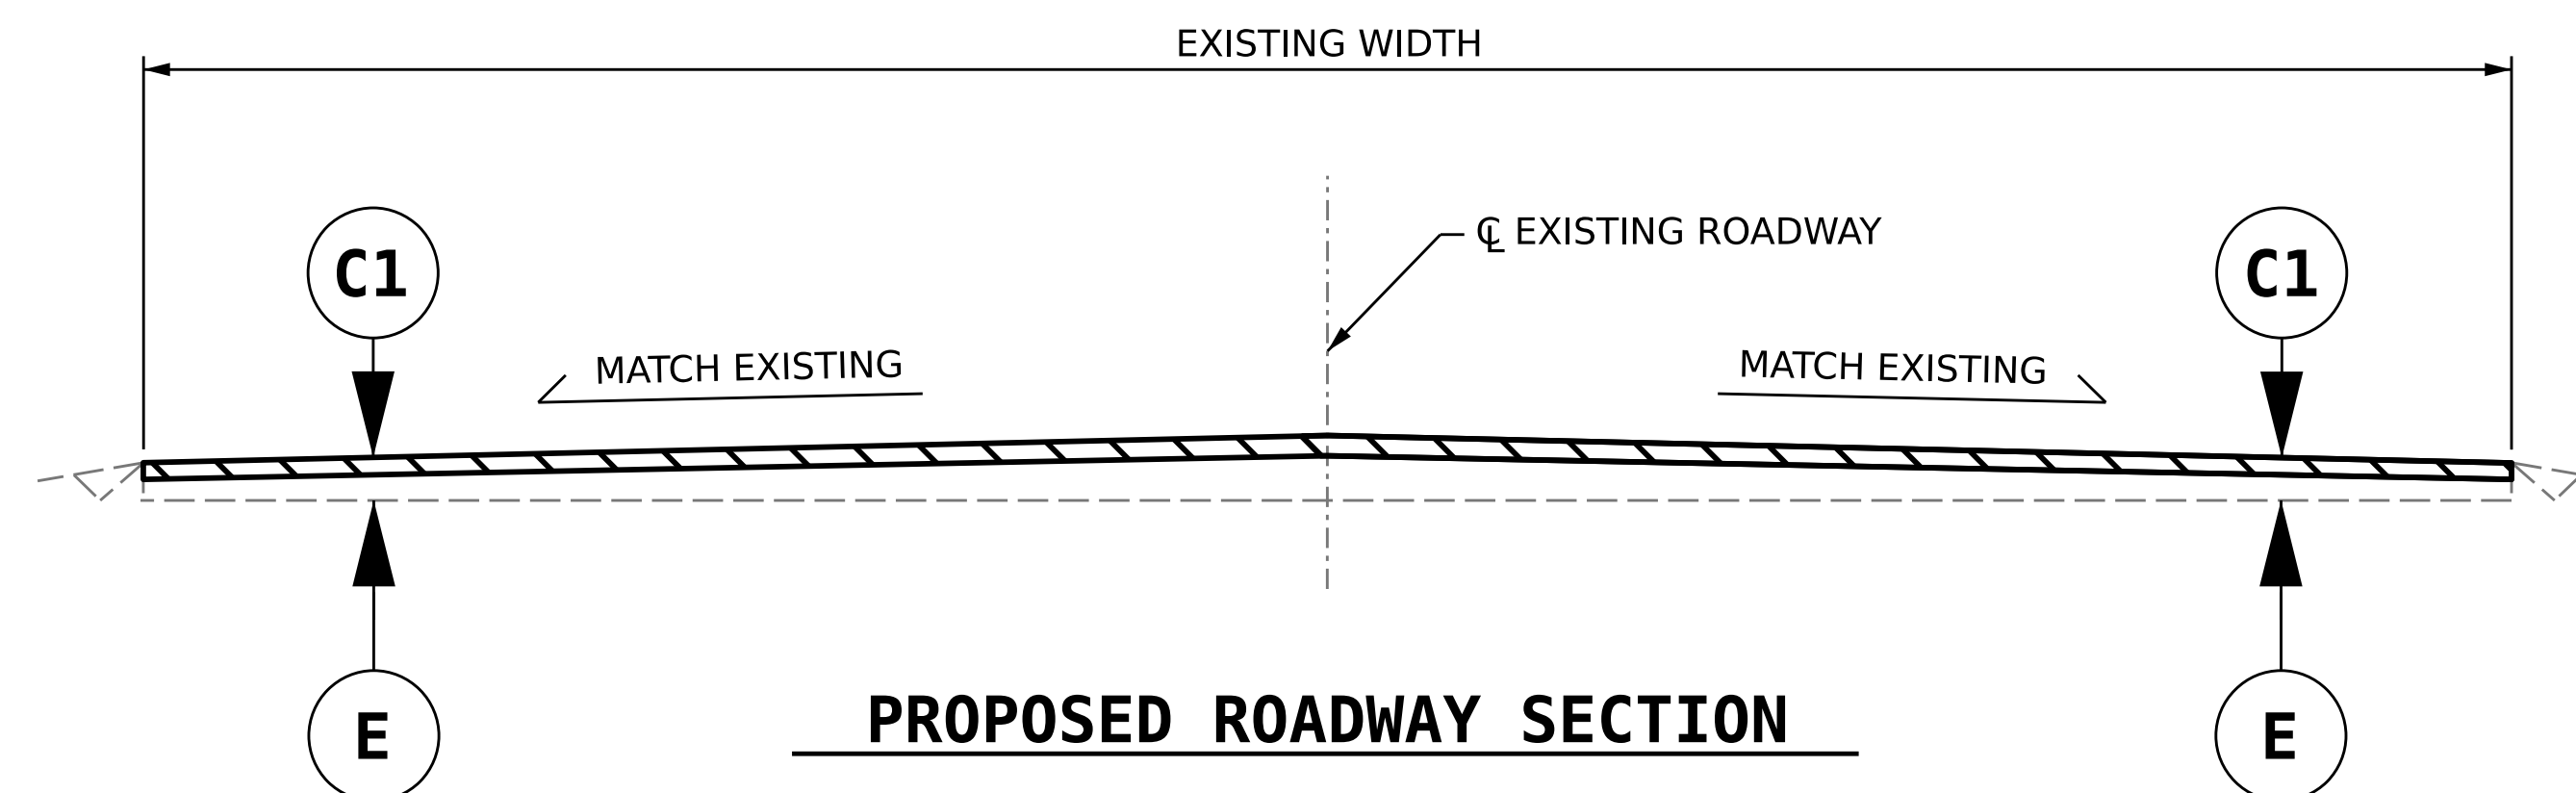 EXISTING WIDTH
℄ EXISTING ROADWAY
C1
C1
MATCH EXISTING
MATCH EXISTING
E
E
PROPOSED ROADWAY SECTION